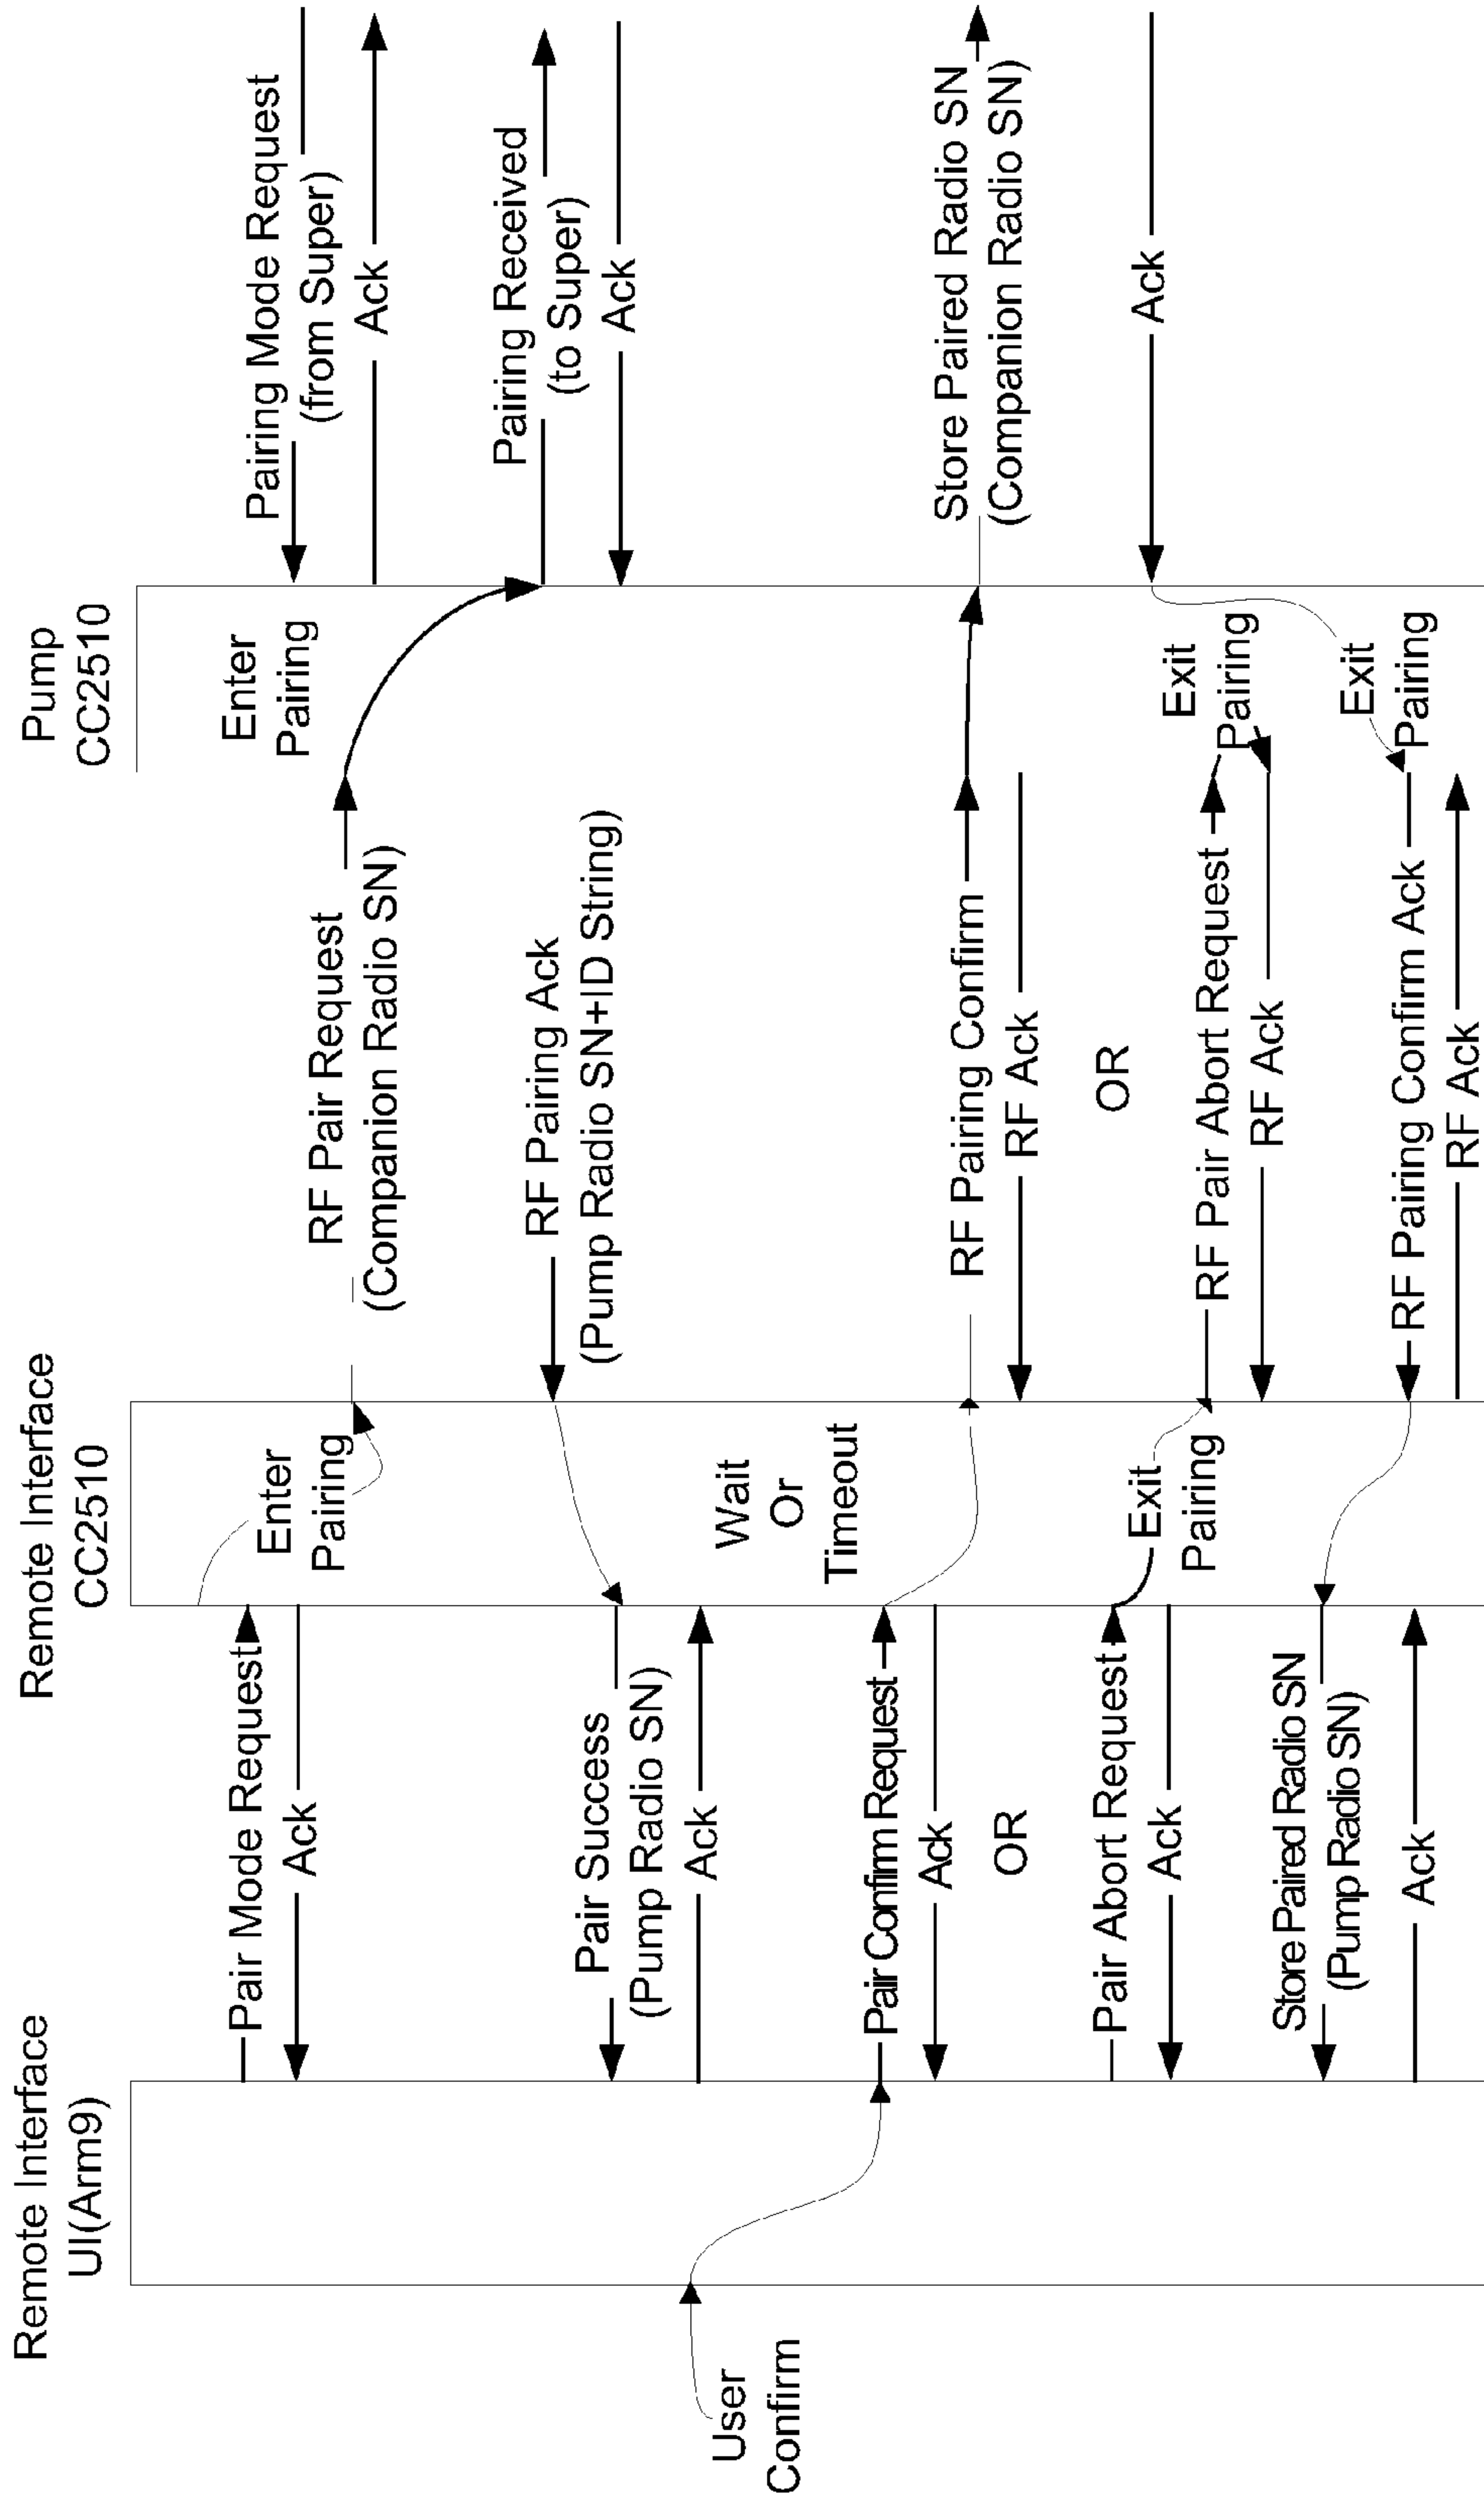 Remote Interface
UI(Arm9)
Remote Interface
CC2510
Pump
CC2510
User
Confirm
Pair Mode Request
Ack
Pair Success
(Pump Radio SN)
Ack
Pair Confirm Request
Ack
OR
Pair Abort Request
Ack
Store Paired Radio SN
(Pump Radio SN)
Ack
Enter
Pairing
Wait
Or
Timeout
Exit
Pairing
RF Pair Request
(Companion Radio SN)
RF Pairing Ack
(Pump Radio SN+ID String)
RF Pairing Confirm
RF Ack
OR
RF Pair Abort Request
RF Ack
RF Pairing Confirm Ack
RF Ack
Enter
Pairing
Exit
Pairing
Exit
Pairing
Pairing Mode Request
(from Super)
Ack
Pairing Received
(to Super)
Ack
Store Paired Radio SN
(Companion Radio SN)
Ack